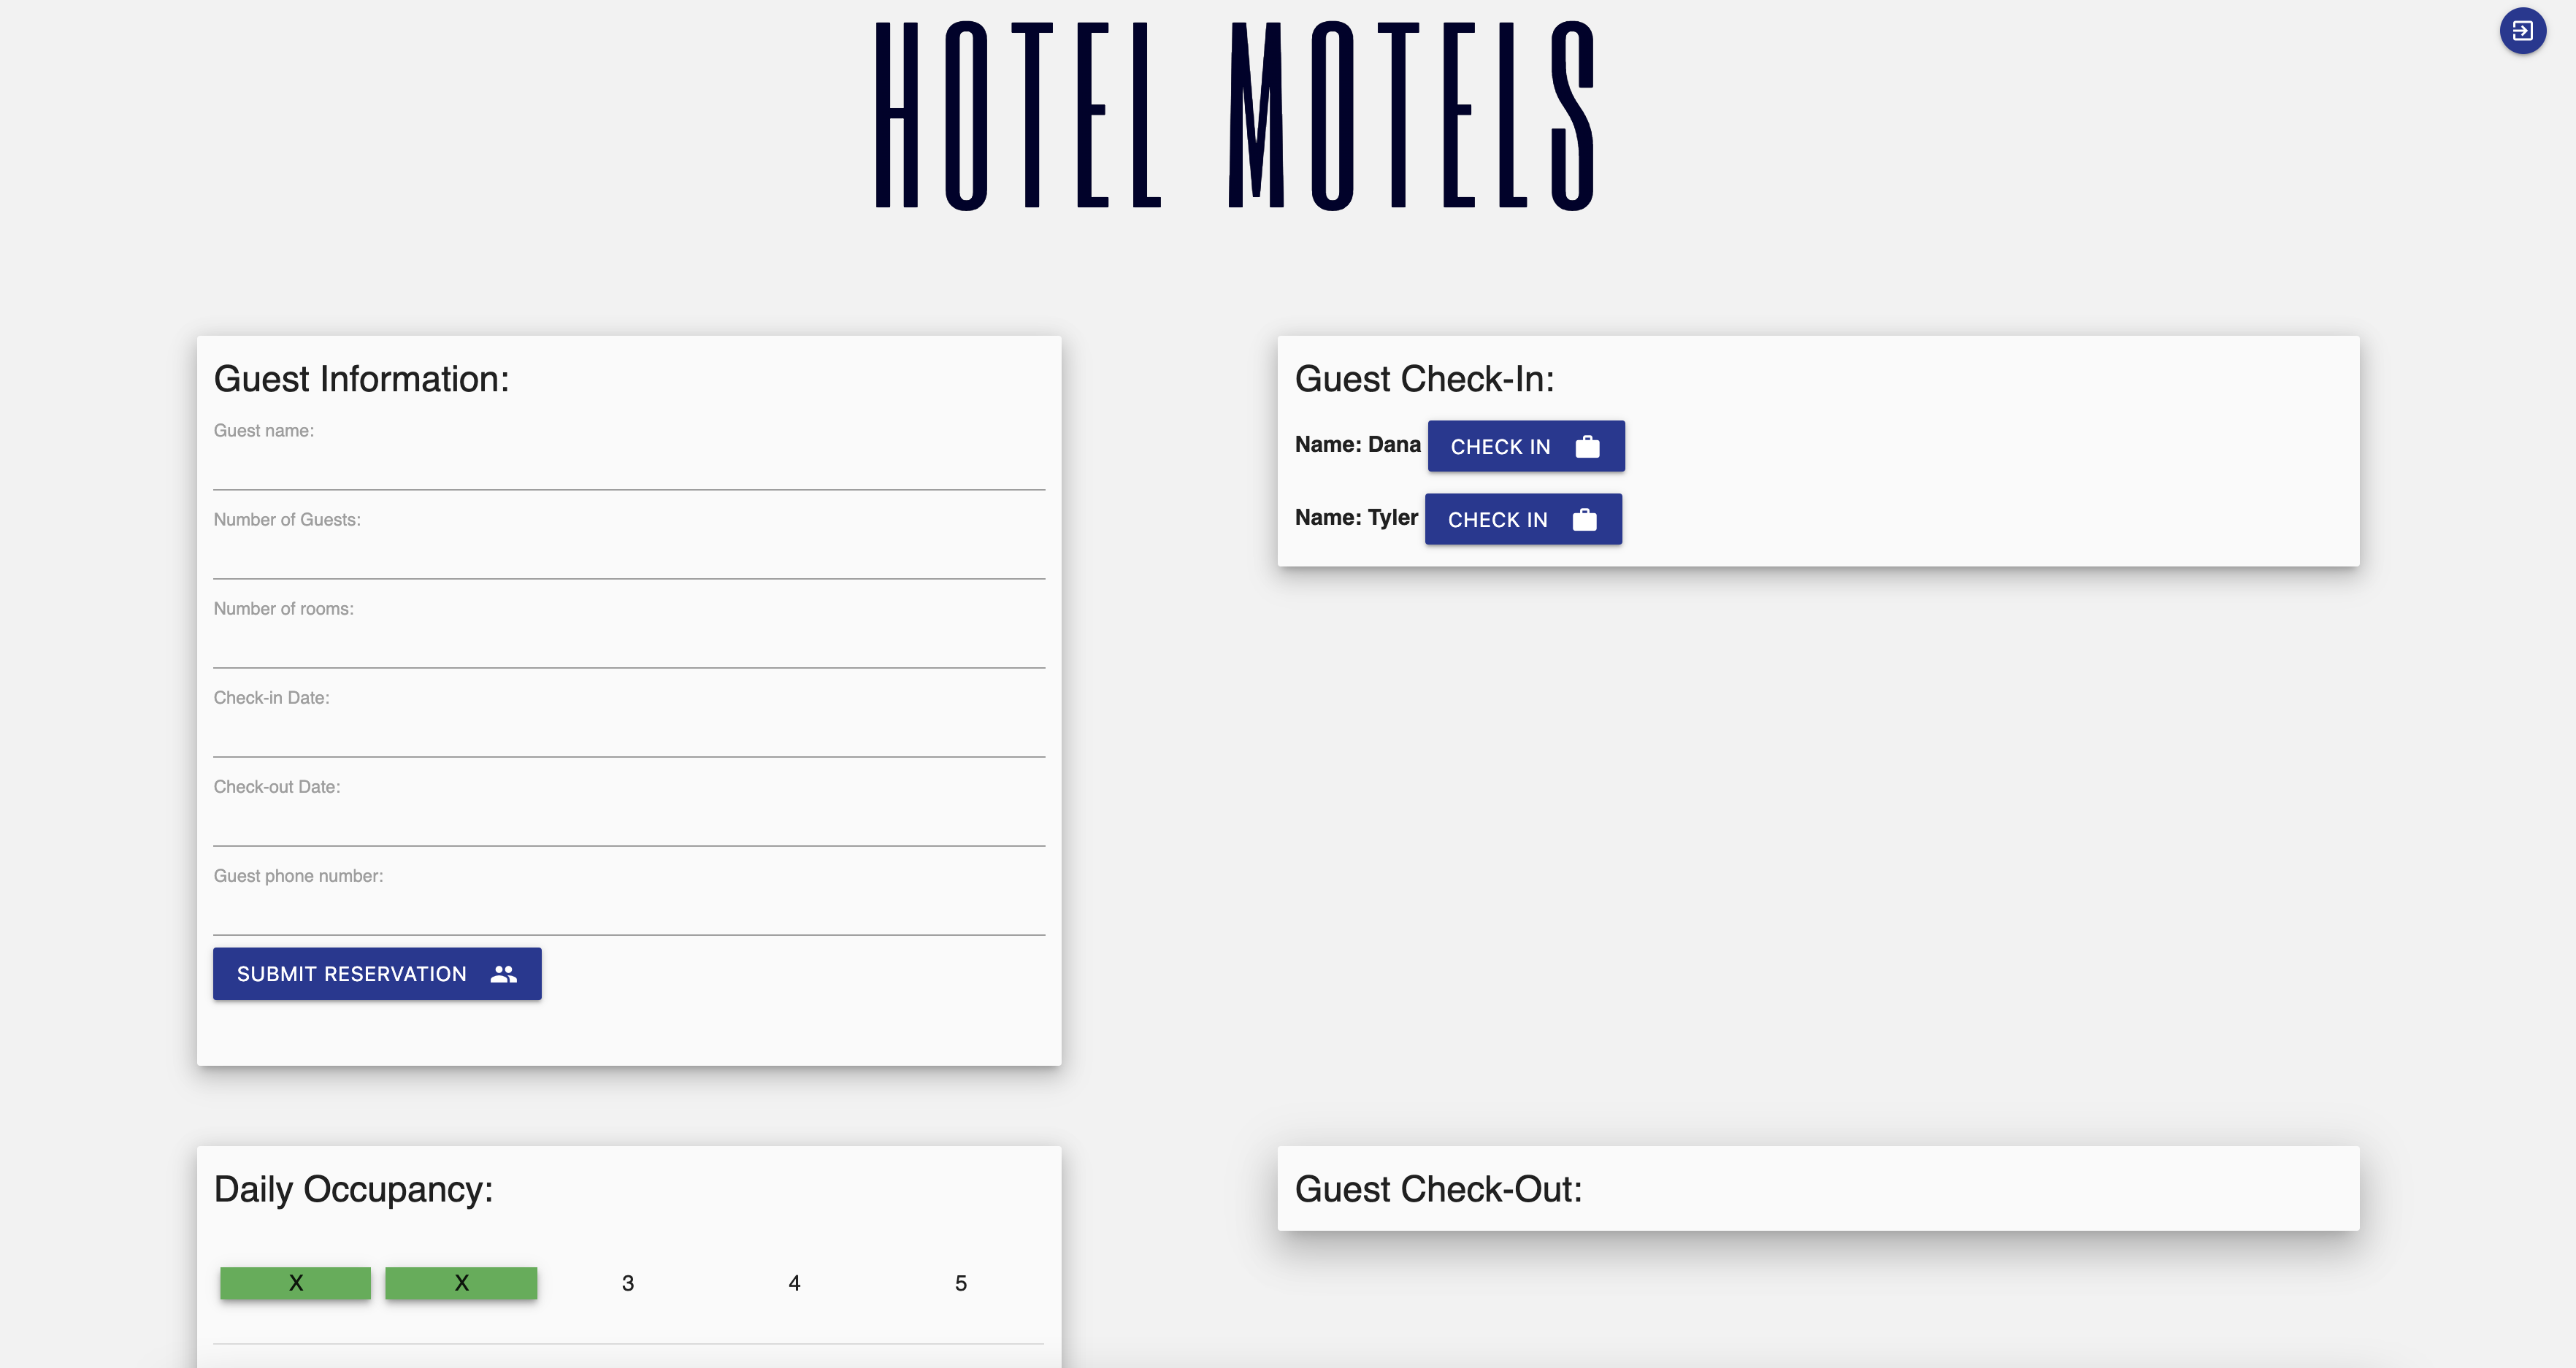 HOTEL MOTELS
Guest Information:
Guest name:
Number of Guests:
Number of rooms:
Check-in Date:
Check-out Date:
Guest phone number:
SUBMIT RESERVATION
Guest Check-In:
Name: Dana CHECK IN
Name: Tyler CHECK IN
Daily Occupancy:
X X 3 4 5
Guest Check-Out: